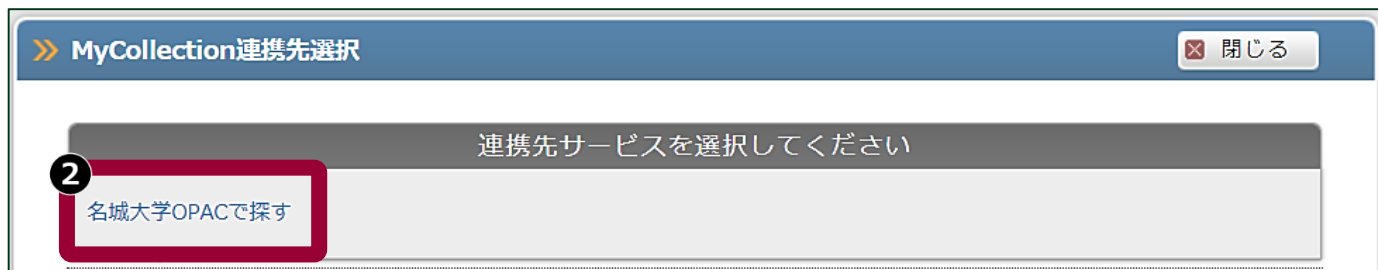 MyCollection連携先選択
閉じる
連携先サービスを選択してください
2
名城大学OPACで探す